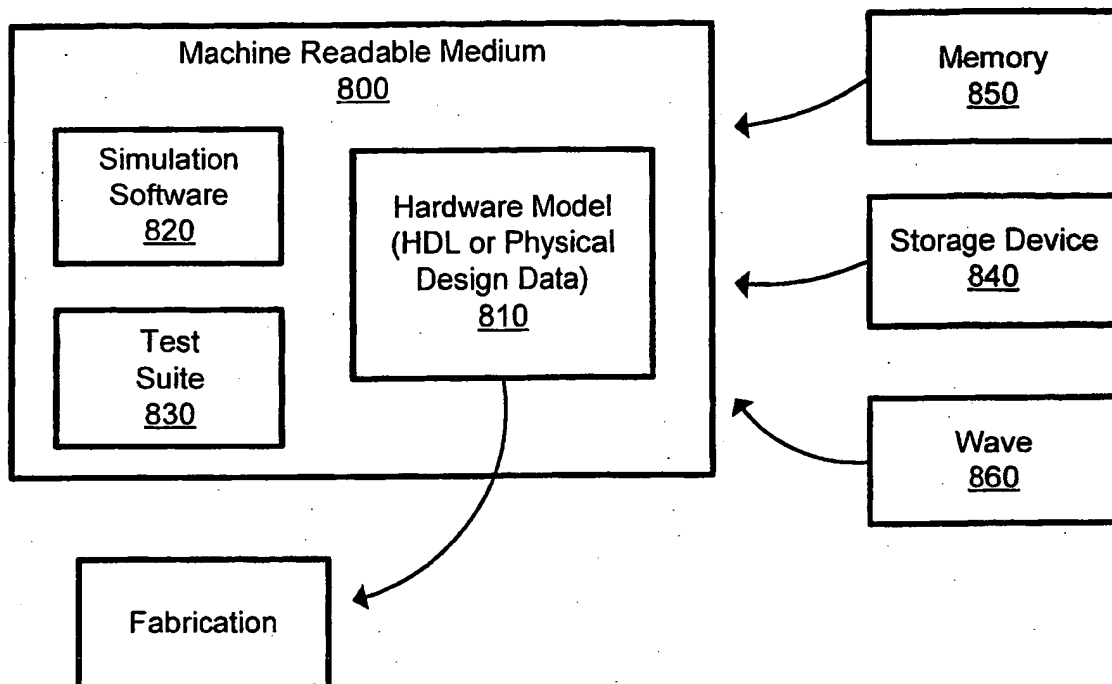 Machine Readable Medium
800
Simulation
Software
820
Test
Suite
830
Hardware Model
(HDL or Physical
Design Data)
810
Memory
850
Storage Device
840
Wave
860
Fabrication